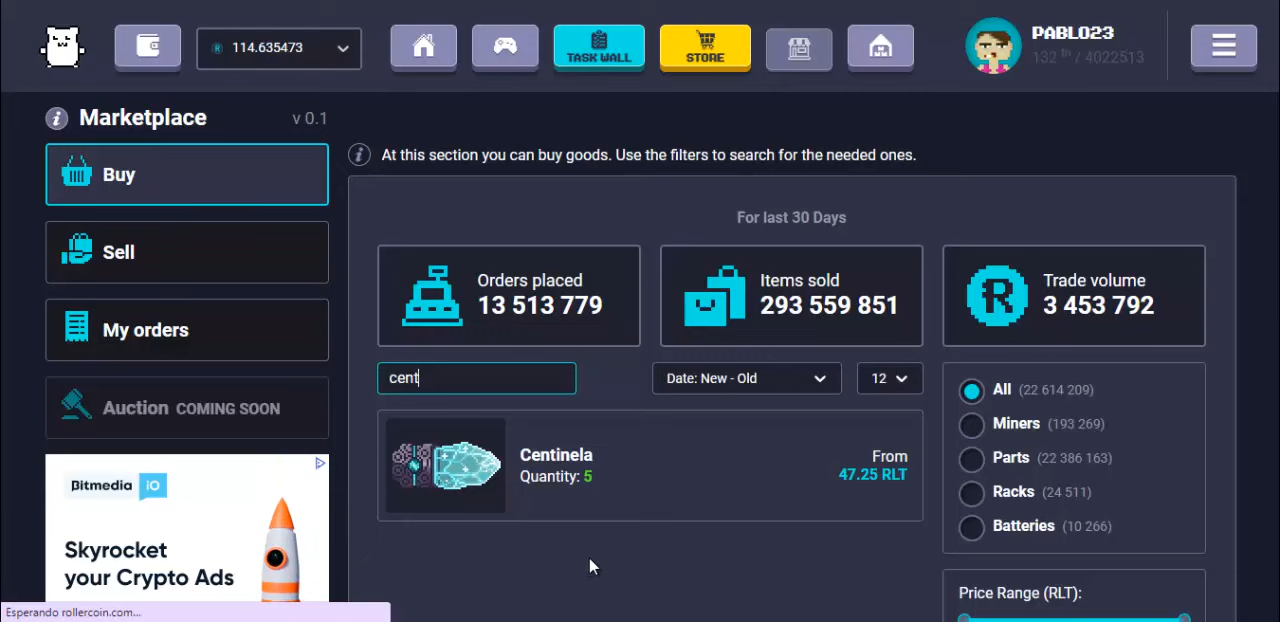 114.635473
TASK WALL
STORE
PABLO23
132 th / 4022513
Marketplace
v 0.1
Buy
Sell
My orders
Auction COMING SOON
Bitmedia IO
Skyrocket
your Crypto Ads
Esperando rollercoin.com...
At this section you can buy goods. Use the filters to search for the needed ones.
For last 30 Days
Orders placed
13 513 779
Items sold
293 559 851
Trade volume
3 453 792
cent
Date: New - Old
12
Centinela
Quantity: 5
From
47.25 RLT
All (22 614 209)
Miners (193 269)
Parts (22 386 163)
Racks (24 511)
Batteries (10 266)
Price Range (RLT):